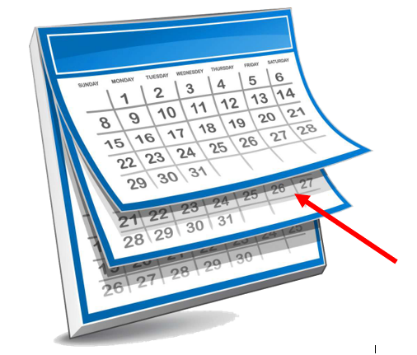 SUNDAY MONDAY TUESDAY WEDNESDAY THURSDAY FRIDAY SATURDAY
1 2 3 4 5 6
8 9 10 11 12 13 14
15 16 17 18 19 20 21
22 23 24 25 26 27 28
29 30 31
21 22 23 24 25 26 27
28 29 30 31
26 27 28 29 30